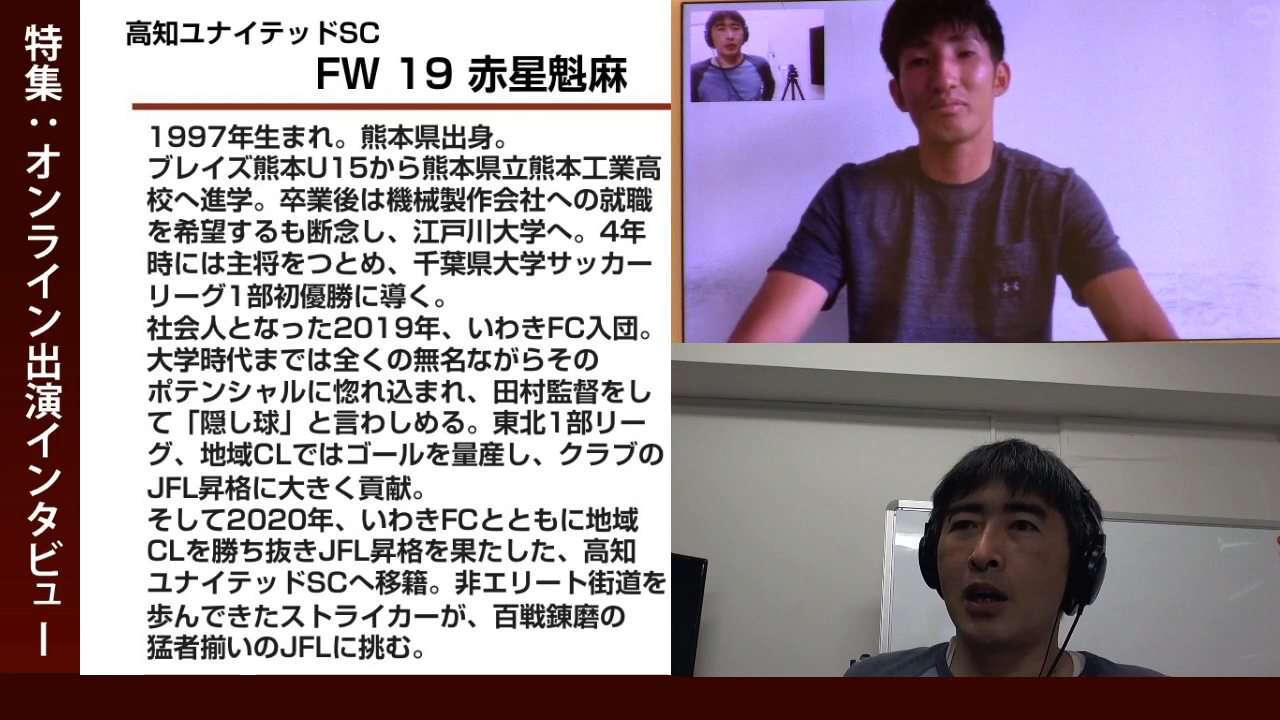 特集：オンライン出演インタビュー
高知ユナイテッドSC
FW 19 赤星魁麻
1997年生まれ。熊本県出身。
ブレイズ熊本U15から熊本県立熊本工業高
校へ進学。卒業後は機械製作会社への就職
を希望するも断念し、江戸川大学へ。4年
時には主将をつとめ、千葉県大学サッカー
リーグ1部初優勝に導く。
社会人となった2019年、いわきFC入団。
大学時代までは全くの無名ながらその
ポテンシャルに惚れ込まれ、田村監督をし
て「隠し球」と言わしめる。東北1部リー
グ、地域CLではゴールを量産し、クラブの
JFL昇格に大きく貢献。
そして2020年、いわきFCとともに地域
CLを勝ち抜きJFL昇格を果たした、高知
ユナイテッドSCへ移籍。非エリート街道を
歩んできたストライカーが、百戦錬磨の
猛者揃いのJFLに挑む。